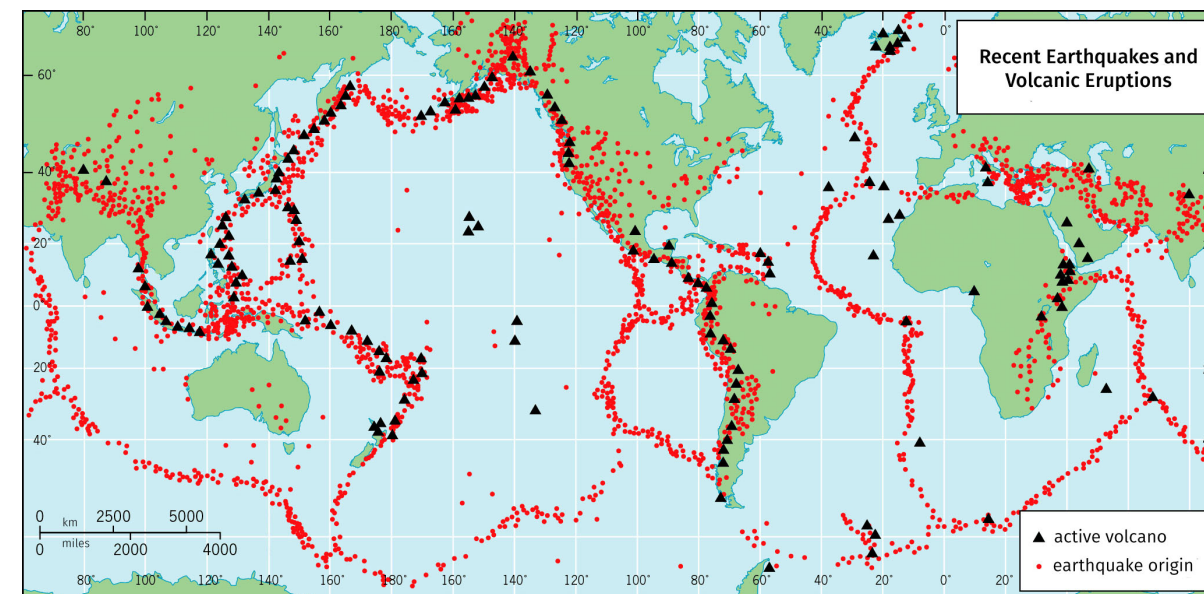 80° 100° 120° 140° 160° 180° 160° 140° 120° 100° 80° 60° 40° 20° 0°
Recent Earthquakes and
Volcanic Eruptions
60°
40°
20°
0°
20°
40°
0 km 2500 5000
0 miles 2000 4000
active volcano
earthquake origin
80° 100° 120° 140° 160° 180° 160° 140° 120° 100° 80° 60° 40° 20° 0° 20°